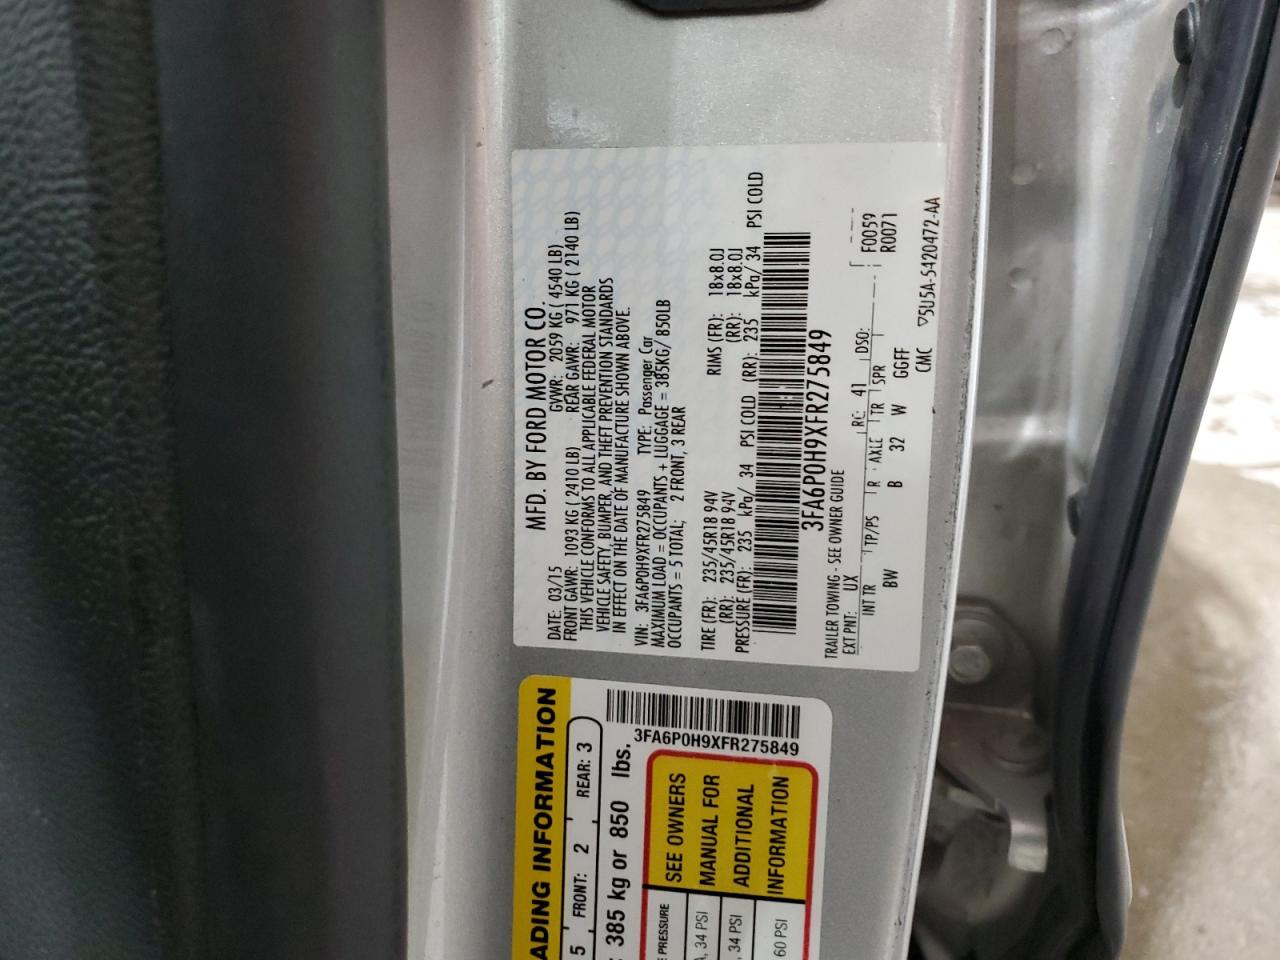 MFD. BY FORD MOTOR CO.
DATE: 03/15 GVWR: 2059 KG ( 4540 LB)
FRONT GAWR: 1093 KG ( 2410 LB) REAR GAWR: 971 KG ( 2140 LB)
THIS VEHICLE CONFORMS TO ALL APPLICABLE FEDERAL MOTOR
VEHICLE SAFETY, BUMPER, AND THEFT PREVENTION STANDARDS
IN EFFECT ON THE DATE OF MANUFACTURE SHOWN ABOVE.
VIN: 3FA6P0H9XFR275849 TYPE: Passenger Car
MAXIMUM LOAD = OCCUPANTS + LUGGAGE = 385KG/ 850LB
OCCUPANTS = 5 TOTAL; 2 FRONT, 3 REAR
TIRE (FR): 235/45R18 94V RIMS (FR): 18x8.0J
(RR): 235/45R18 94V (RR): 18x8.0J
PRESSURE (FR): 235 kPa/ 34 PSI COLD (RR): 235 kPa/ 34 PSI COLD
3FA6P0H9XFR275849
TRAILER TOWING - SEE OWNER GUIDE
EXT PNT: UX RC: 41 DSO: F0059
INT TR TP/PS R AXLE TR SPR R0071
BW B 32 W GGFF
CMC 5U5A-5420472-AA
ADING INFORMATION
5 FRONT: 2 REAR: 3
385 kg or 850 lbs.
3FA6P0H9XFR275849
E PRESSURE
, 34 PSI
, 34 PSI
60 PSI
SEE OWNERS
MANUAL FOR
ADDITIONAL
INFORMATION